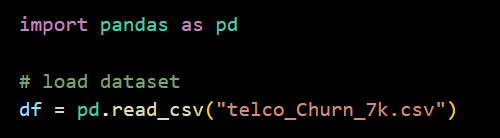 import pandas as pd
# load dataset
df = pd.read_csv("telco_Churn_7k.csv")